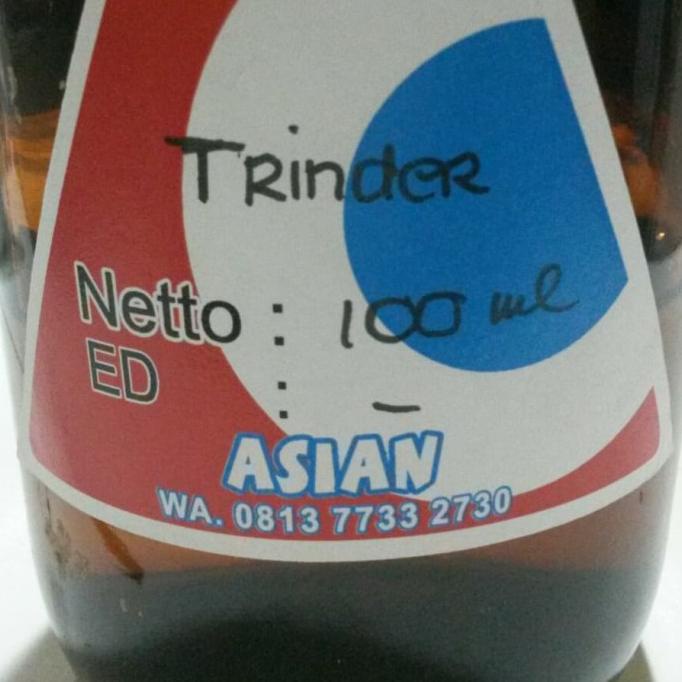 Trinder
Netto : 100 ml
ED : -
ASIAN
WA. 0813 7733 2730